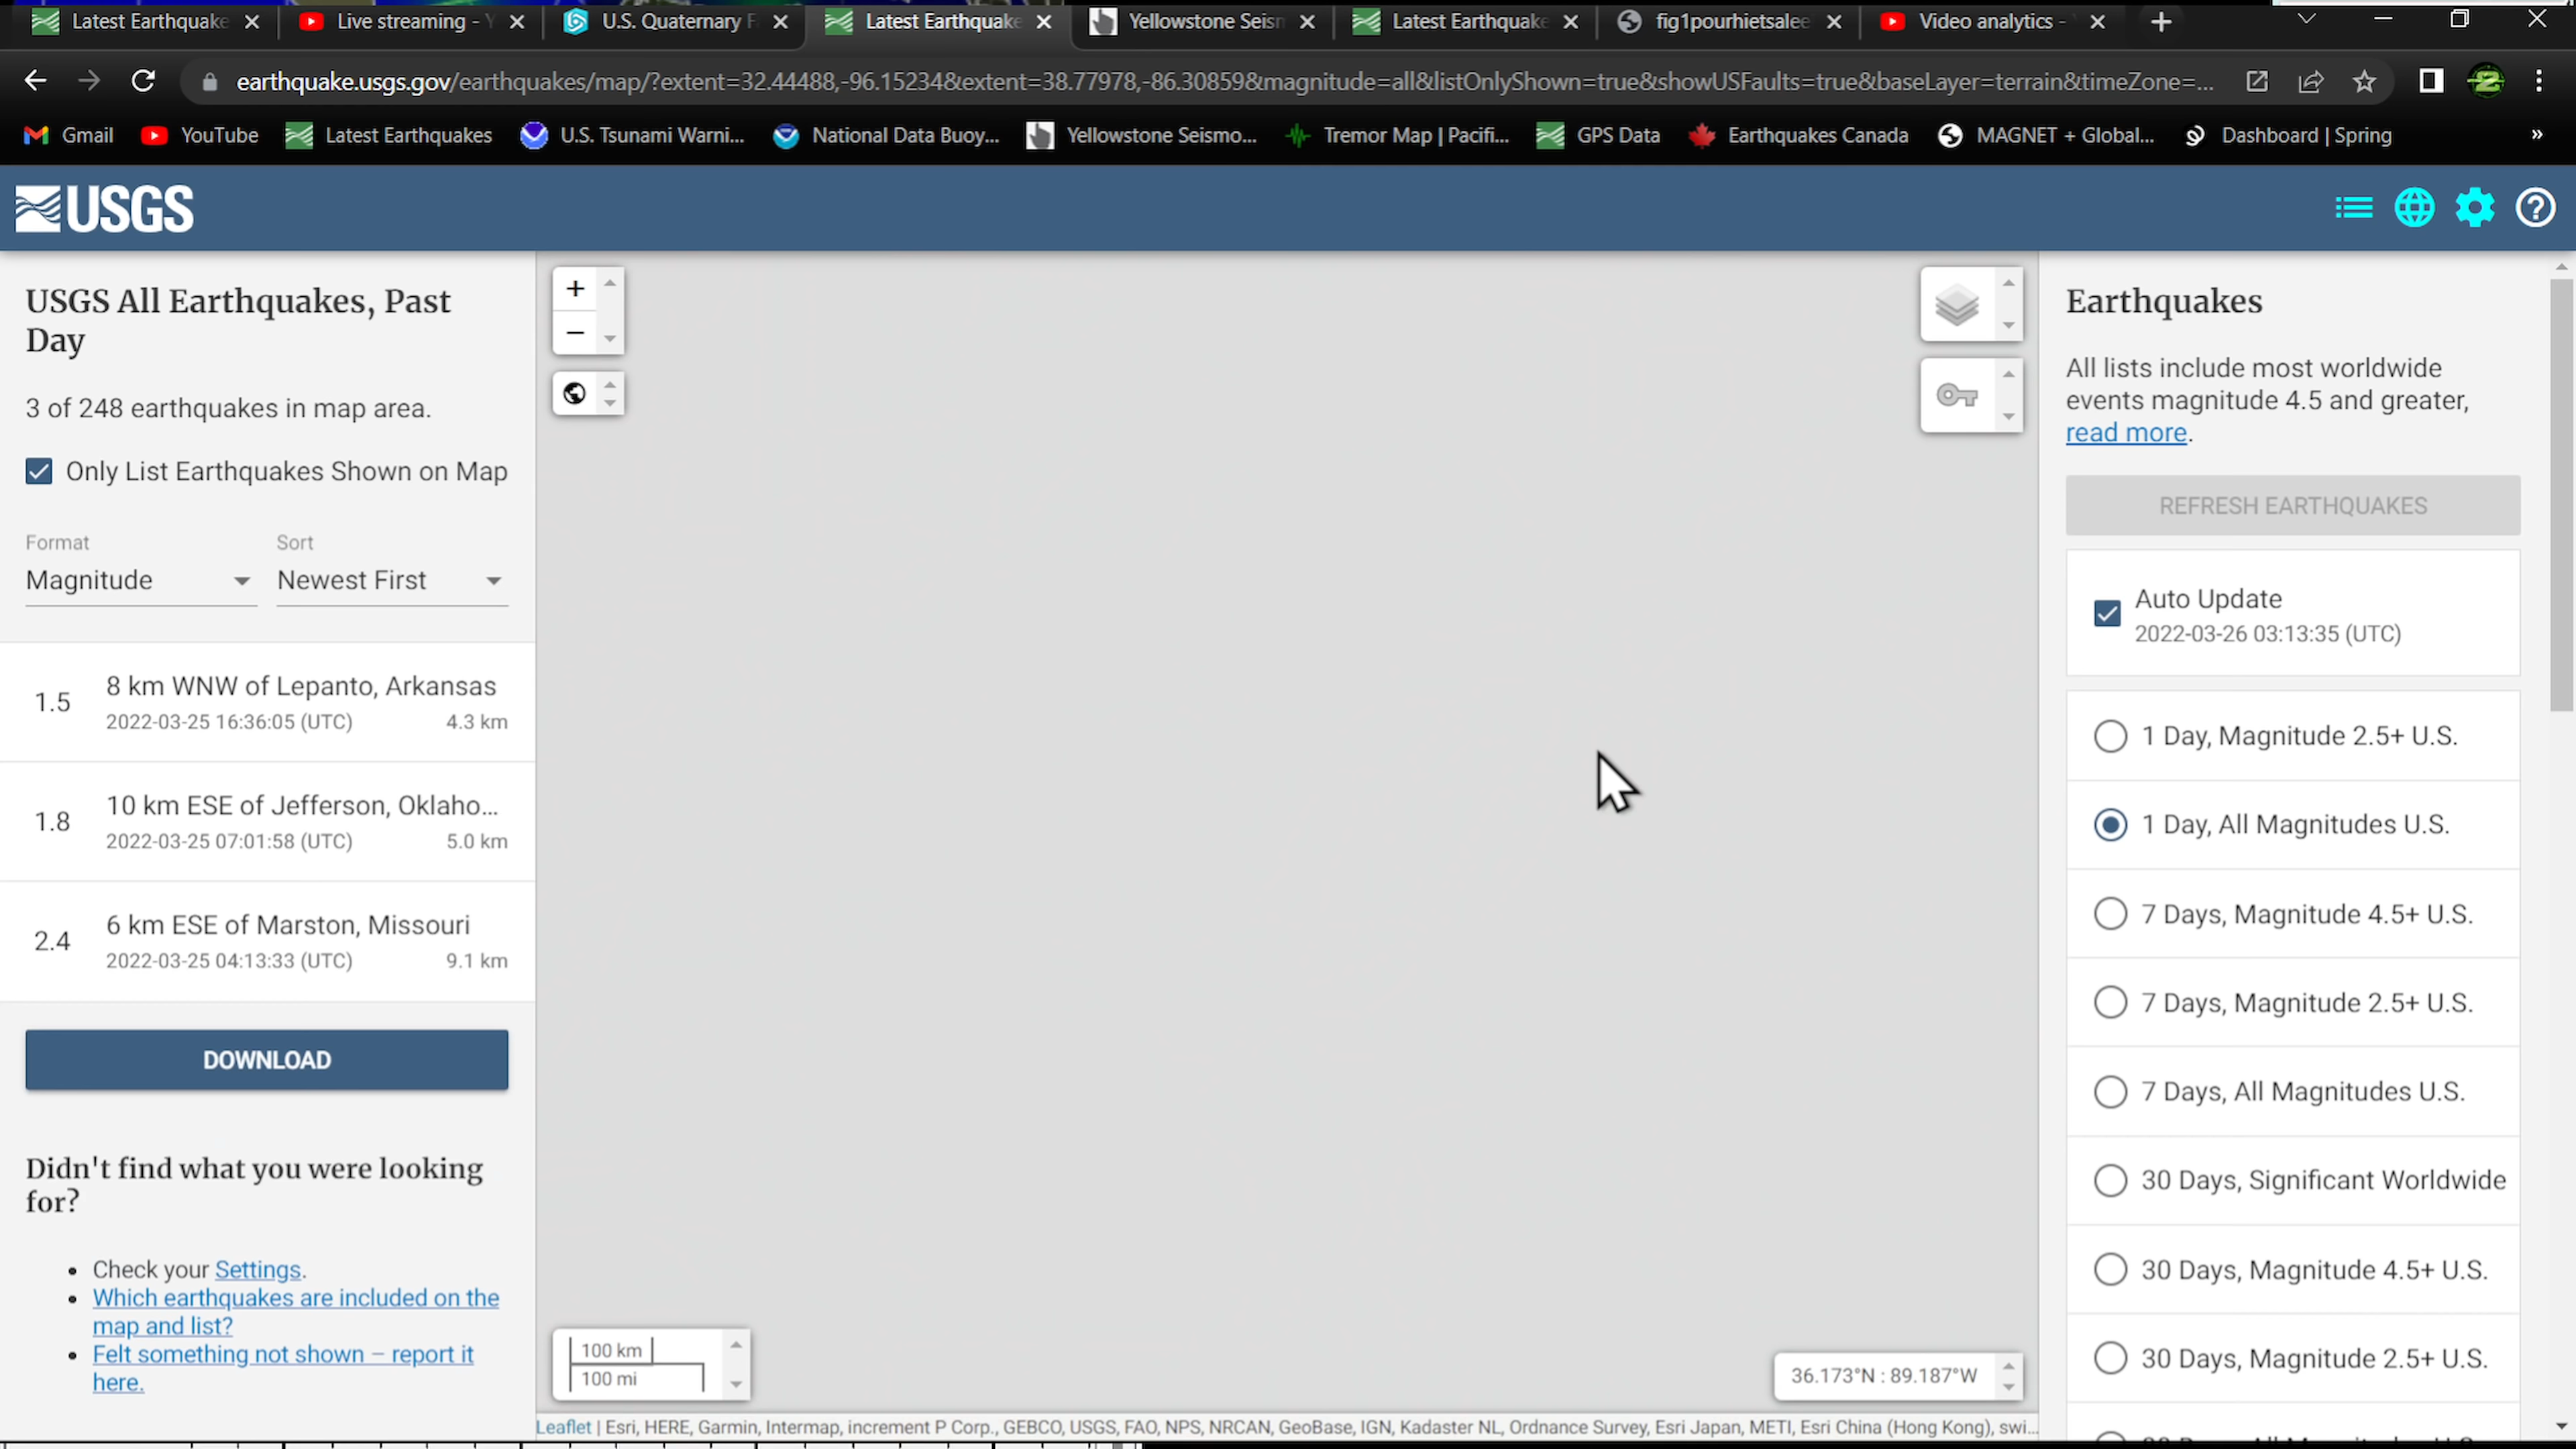 Latest Earthquake
Live streaming - Y
U.S. Quaternary F
Latest Earthquake
Yellowstone Seism
Latest Earthquake
fig1pourhietsalee
Video analytics -
earthquake.usgs.gov/earthquakes/map/?extent=32.44488,-96.15234&extent=38.77978,-86.30859&magnitude=all&listOnlyShown=true&showUSFaults=true&baseLayer=terrain&timeZone=...
Gmail
YouTube
Latest Earthquakes
U.S. Tsunami Warni...
National Data Buoy...
Yellowstone Seismo...
Tremor Map | Pacifi...
GPS Data
Earthquakes Canada
MAGNET + Global...
Dashboard | Spring
»
USGS
USGS All Earthquakes, Past
Day
3 of 248 earthquakes in map area.
Only List Earthquakes Shown on Map
Format
Sort
Magnitude
Newest First
1.5
8 km WNW of Lepanto, Arkansas
2022-03-25 16:36:05 (UTC)
4.3 km
1.8
10 km ESE of Jefferson, Oklaho...
2022-03-25 07:01:58 (UTC)
5.0 km
2.4
6 km ESE of Marston, Missouri
2022-03-25 04:13:33 (UTC)
9.1 km
DOWNLOAD
Didn't find what you were looking
for?
• Check your Settings.
• Which earthquakes are included on the
map and list?
• Felt something not shown – report it
here.
+
−
100 km
100 mi
36.173°N : 89.187°W
Leaflet | Esri, HERE, Garmin, Intermap, increment P Corp., GEBCO, USGS, FAO, NPS, NRCAN, GeoBase, IGN, Kadaster NL, Ordnance Survey, Esri Japan, METI, Esri China (Hong Kong), swi...
Earthquakes
All lists include most worldwide
events magnitude 4.5 and greater,
read more.
REFRESH EARTHQUAKES
Auto Update
2022-03-26 03:13:35 (UTC)
1 Day, Magnitude 2.5+ U.S.
1 Day, All Magnitudes U.S.
7 Days, Magnitude 4.5+ U.S.
7 Days, Magnitude 2.5+ U.S.
7 Days, All Magnitudes U.S.
30 Days, Significant Worldwide
30 Days, Magnitude 4.5+ U.S.
30 Days, Magnitude 2.5+ U.S.